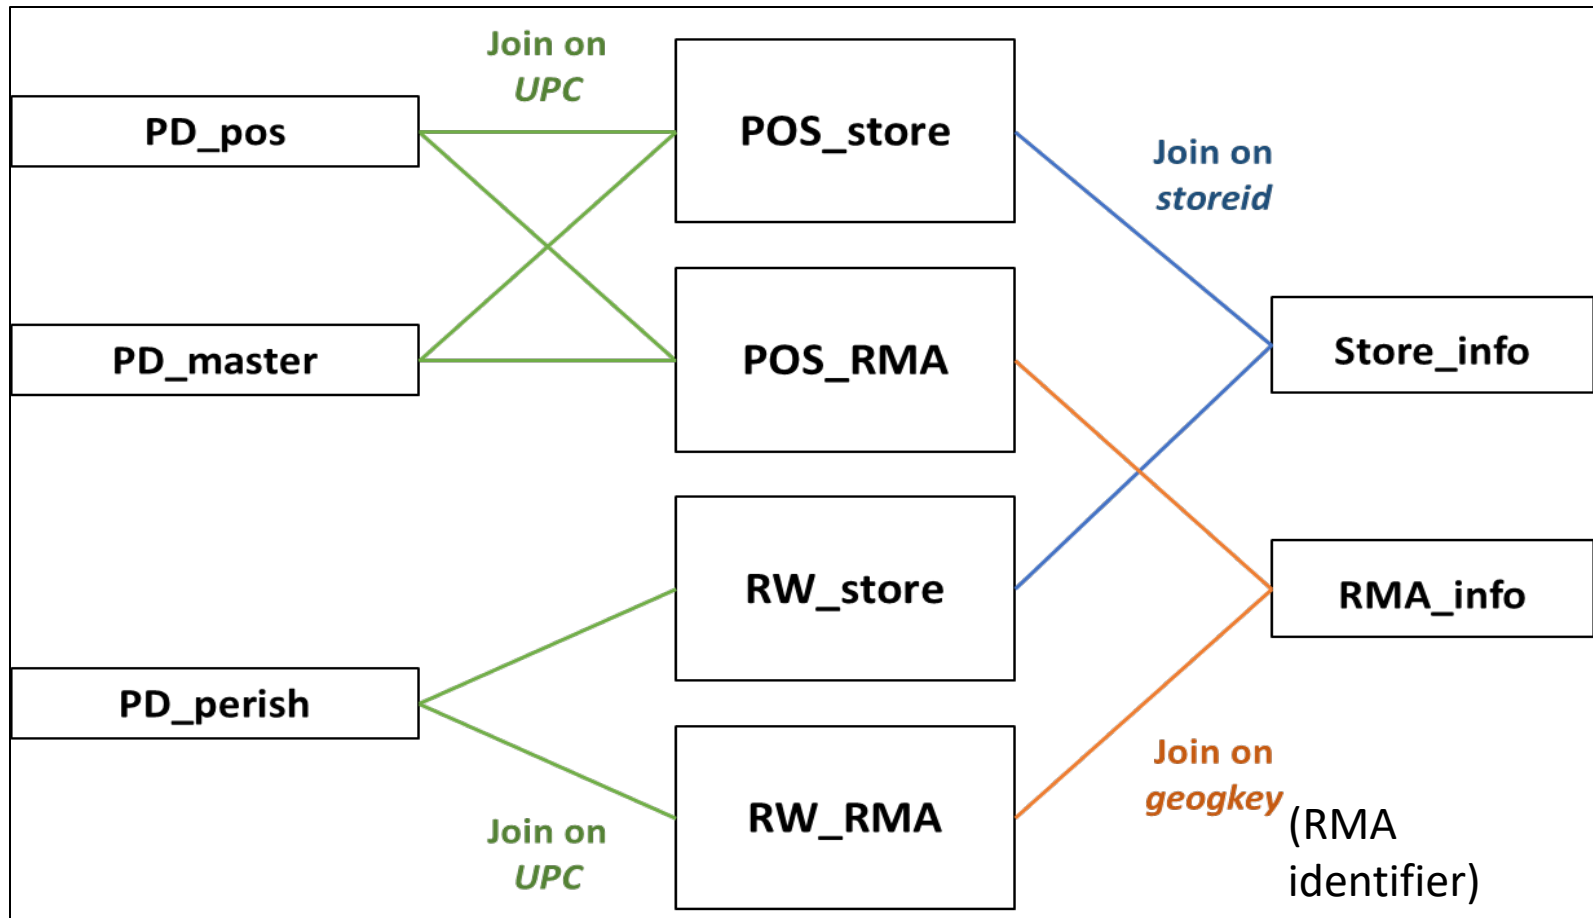 Join on
UPC
PD_pos
POS_store
Join on
storeid
PD_master
POS_RMA
Store_info
RW_store
RMA_info
PD_perish
Join on
geogkey
(RMA
identifier)
RW_RMA
Join on
UPC